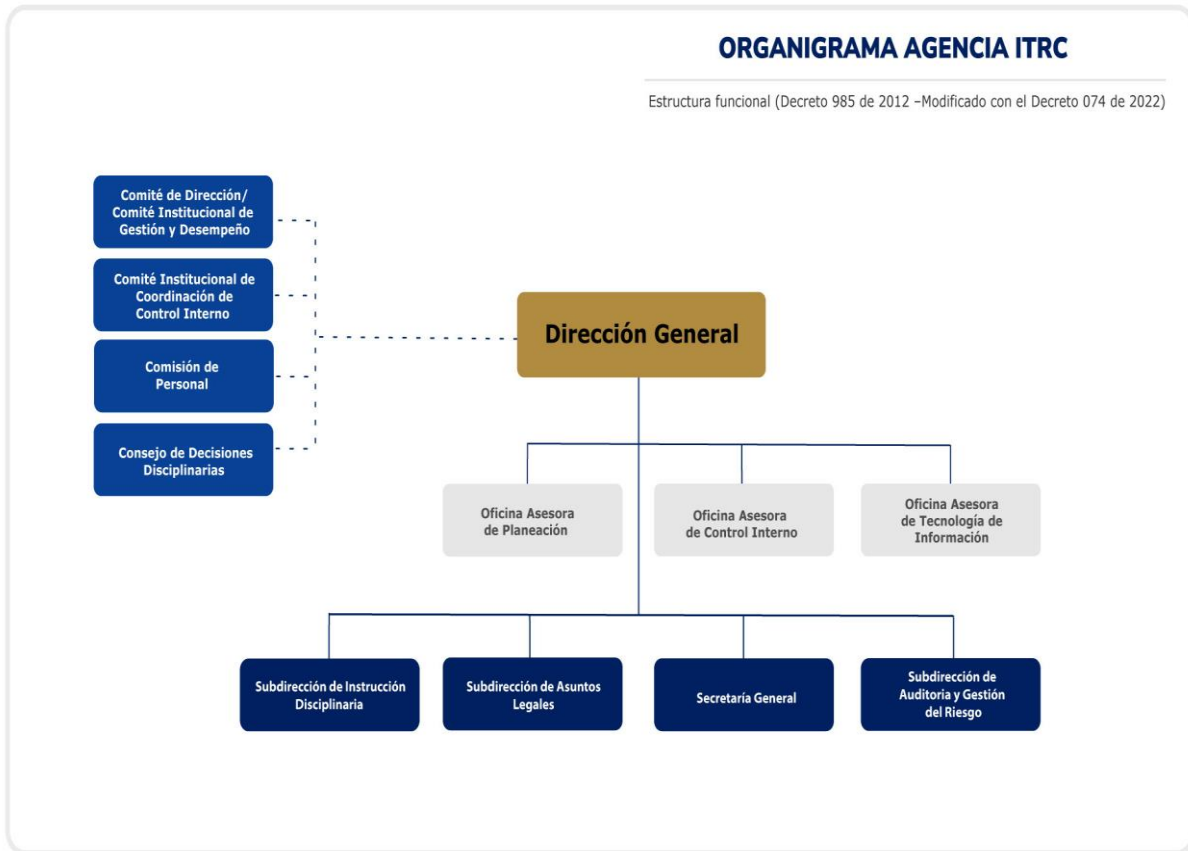 ORGANIGRAMA AGENCIA ITRC
Estructura funcional (Decreto 985 de 2012 –Modificado con el Decreto 074 de 2022)
Comité de Dirección/
Comité Institucional de
Gestión y Desempeño
Comité Institucional de
Coordinación de
Control Interno
Comisión de
Personal
Consejo de Decisiones
Disciplinarias
Dirección General
Oficina Asesora
de Planeación
Oficina Asesora
de Control Interno
Oficina Asesora
de Tecnología de
Información
Subdirección de Instrucción
Disciplinaria
Subdirección de Asuntos
Legales
Secretaría General
Subdirección de
Auditoria y Gestión
del Riesgo